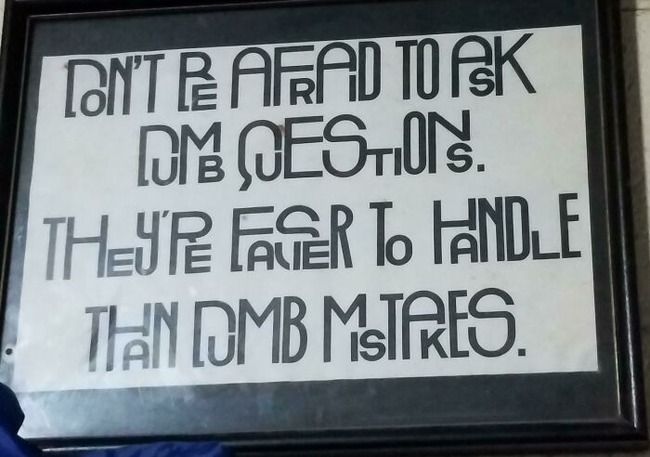 DON'T BE AFRAID TO ASK
DUMB QUESTIONS.
THEY'RE EASIER TO HANDLE
THAN DUMB MISTAKES.